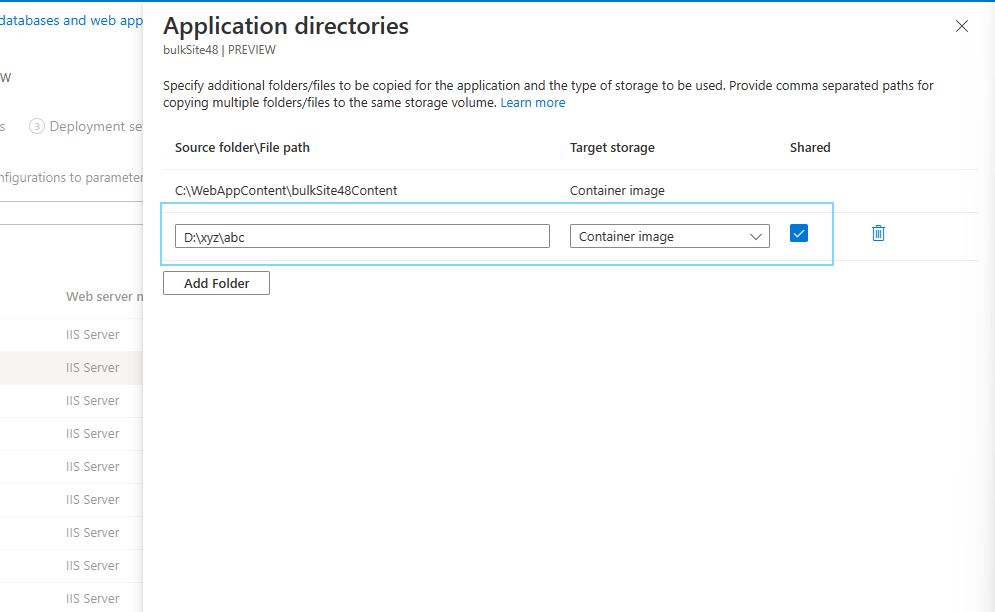 databases and web app
Application directories
bulkSite48 | PREVIEW
w
Specify additional folders/files to be copied for the application and the type of storage to be used. Provide comma separated paths for
copying multiple folders/files to the same storage volume. Learn more
s
3 Deployment se
Source folder\File path
Target storage
Shared
nfigurations to parameter
C:\WebAppContent\bulkSite48Content
Container image
D:\xyz\abc
Container image
Add Folder
Web server n
IIS Server
IIS Server
IIS Server
IIS Server
IIS Server
IIS Server
IIS Server
IIS Server
IIS Server